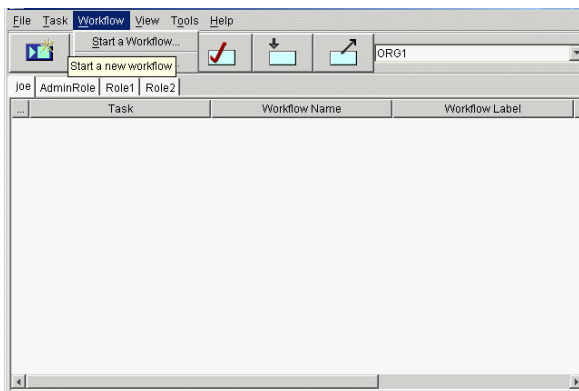 File Task Workflow View Tools Help
Start a Workflow...
Start a new workflow
ORG1
joe AdminRole Role1 Role2
... Task Workflow Name Workflow Label